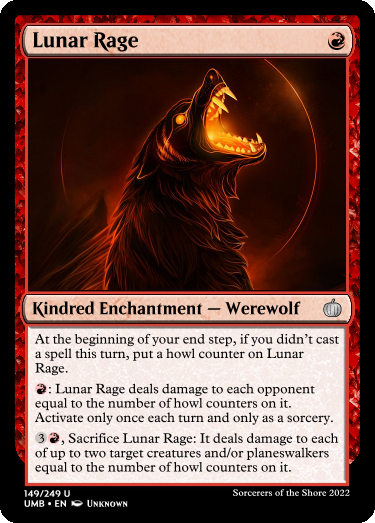 Lunar Rage
Kindred Enchantment — Werewolf
At the beginning of your end step, if you didn't cast
a spell this turn, put a howl counter on Lunar
Rage.
: Lunar Rage deals damage to each opponent
equal to the number of howl counters on it.
Activate only once each turn and only as a sorcery.
3 , Sacrifice Lunar Rage: It deals damage to each
of up to two target creatures and/or planeswalkers
equal to the number of howl counters on it.
149/249 U
Sorcerers of the Shore 2022
UMB • EN Unknown